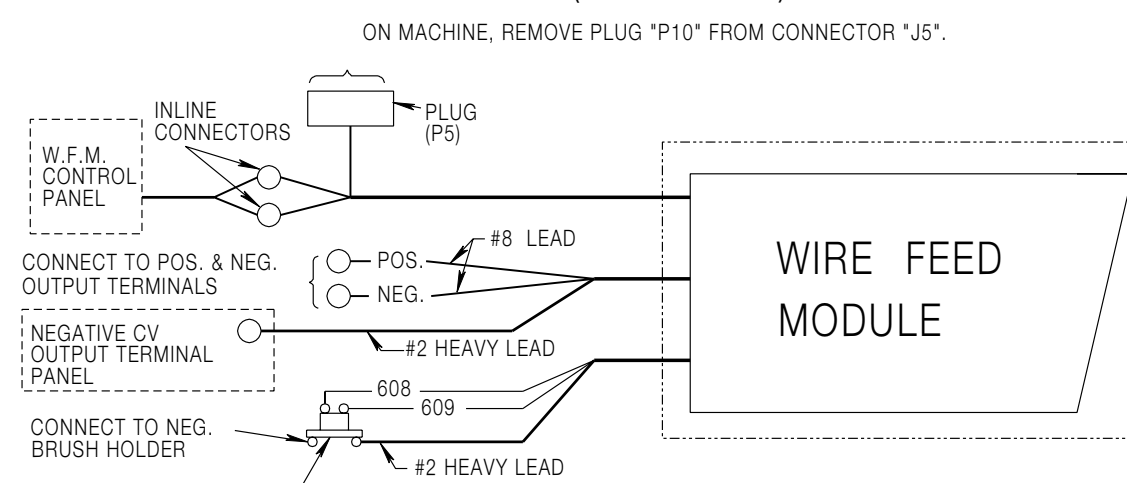 ON MACHINE, REMOVE PLUG "P10" FROM CONNECTOR "J5".
INLINE
CONNECTORS
PLUG
(P5)
W.F.M.
CONTROL
PANEL
WIRE FEED
MODULE
#8 LEAD
CONNECT TO POS. & NEG.
OUTPUT TERMINALS
POS.
NEG.
NEGATIVE CV
OUTPUT TERMINAL
PANEL
#2 HEAVY LEAD
608
609
CONNECT TO NEG.
BRUSH HOLDER
#2 HEAVY LEAD